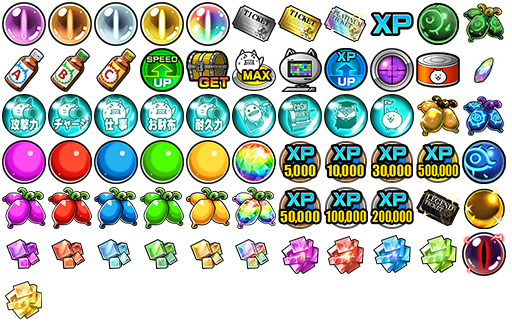 TICKET
TICKET
PLATINUM TICKET
XP
A
B
C
SPEED
UP
GET
MAX
XP
UP
攻撃力
チャージ
仕事
お財布
耐久力
CASH
XP
5,000
XP
10,000
XP
30,000
XP
500,000
XP
50,000
XP
100,000
XP
200,000
LEGEND
TICKET